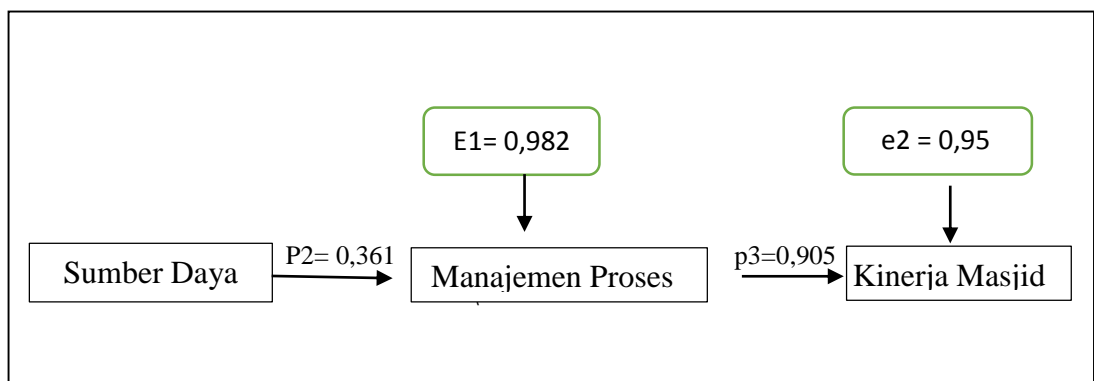 E1= 0,982
e2 = 0,95
Sumber Daya
P2= 0,361
Manajemen Proses
p3=0,905
Kinerja Masjid